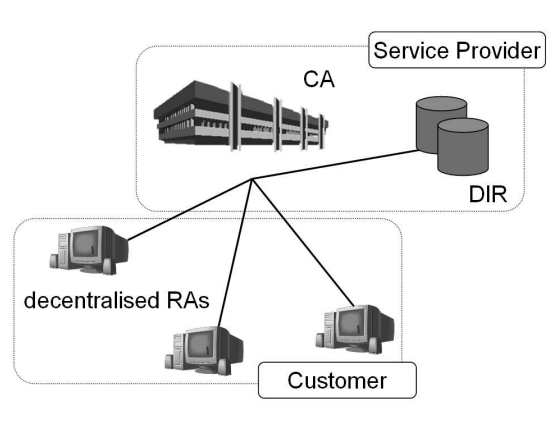 Service Provider
CA
DIR
decentralised RAs
Customer